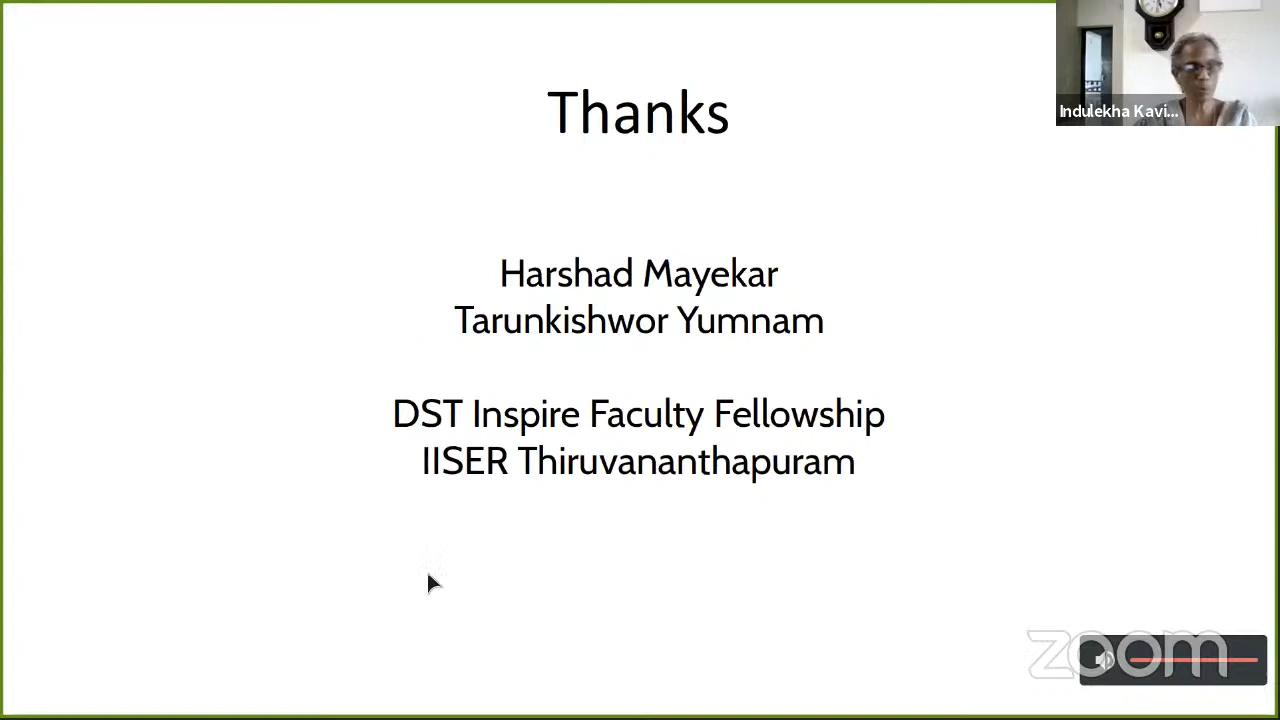 Thanks
Indulekha Kavi...
Harshad Mayekar
Tarunkishwor Yumnam
DST Inspire Faculty Fellowship
IISER Thiruvananthapuram
zoom